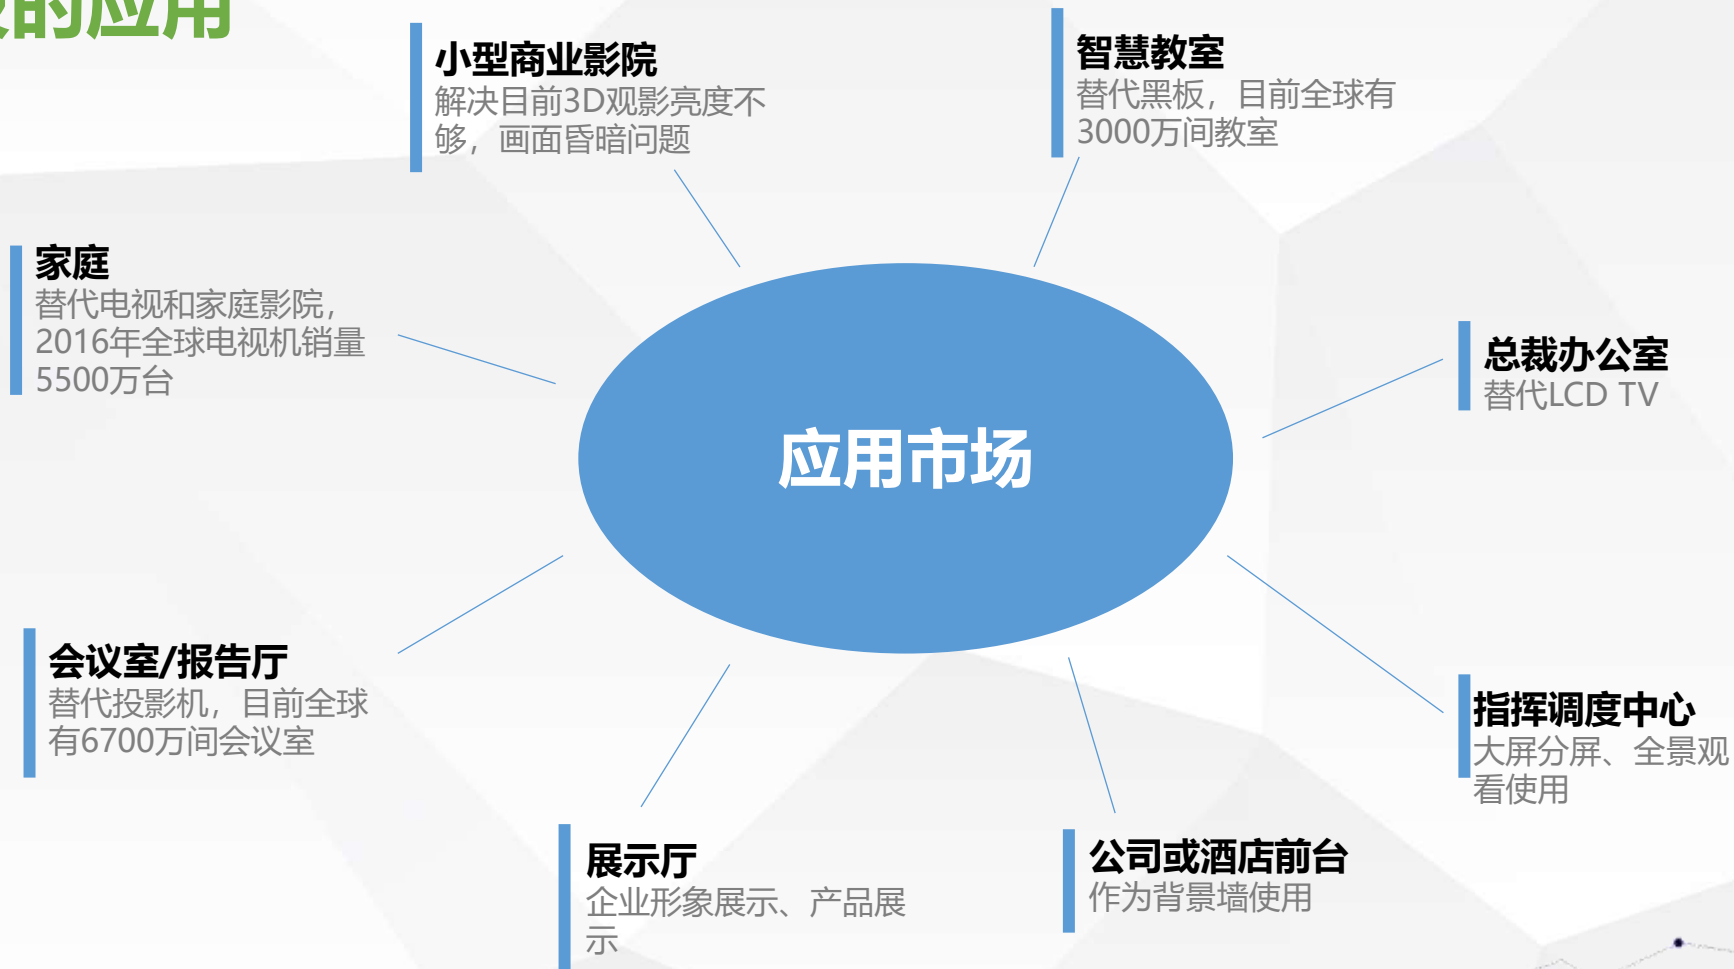 的应用
小型商业影院
解决目前3D观影亮度不
够，画面昏暗问题
智慧教室
替代黑板，目前全球有
3000万间教室
家庭
替代电视和家庭影院，
2016年全球电视机销量
5500万台
总裁办公室
替代LCD TV
应用市场
会议室/报告厅
替代投影机，目前全球
有6700万间会议室
指挥调度中心
大屏分屏、全景观
看使用
展示厅
企业形象展示、产品展
示
公司或酒店前台
作为背景墙使用